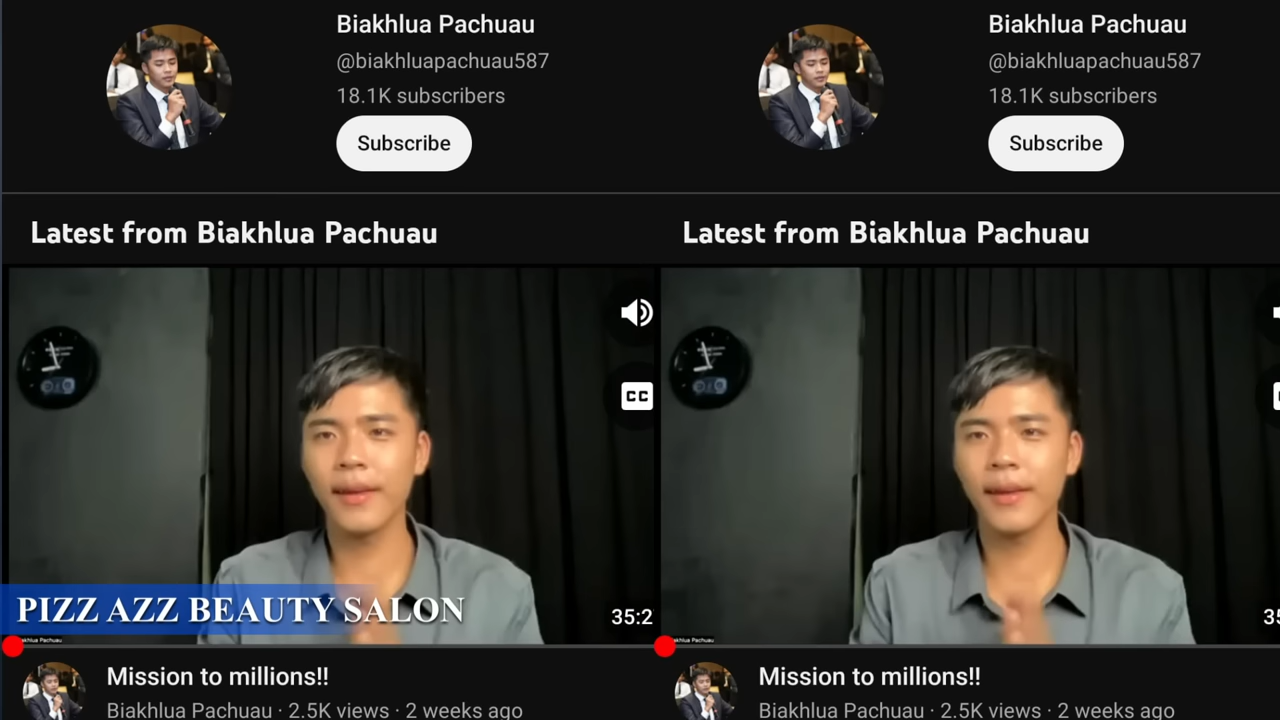 Biakhlua Pachuau
@biakhluapachuau587
18.1K subscribers
Subscribe
Latest from Biakhlua Pachuau
CC
PIZZ AZZ BEAUTY SALON
35:2
Mission to millions!!
Biakhlua Pachuau · 2.5K views · 2 weeks ago
Biakhlua Pachuau
@biakhluapachuau587
18.1K subscribers
Subscribe
Latest from Biakhlua Pachuau
35
Mission to millions!!
Biakhlua Pachuau · 2.5K views · 2 weeks ago